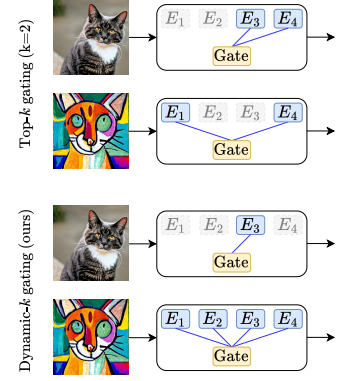 Top-k gating (k=2)
E1 E2 E3 E4
Gate
E1 E2 E3 E4
Gate
Dynamic-k gating (ours)
E1 E2 E3 E4
Gate
E1 E2 E3 E4
Gate